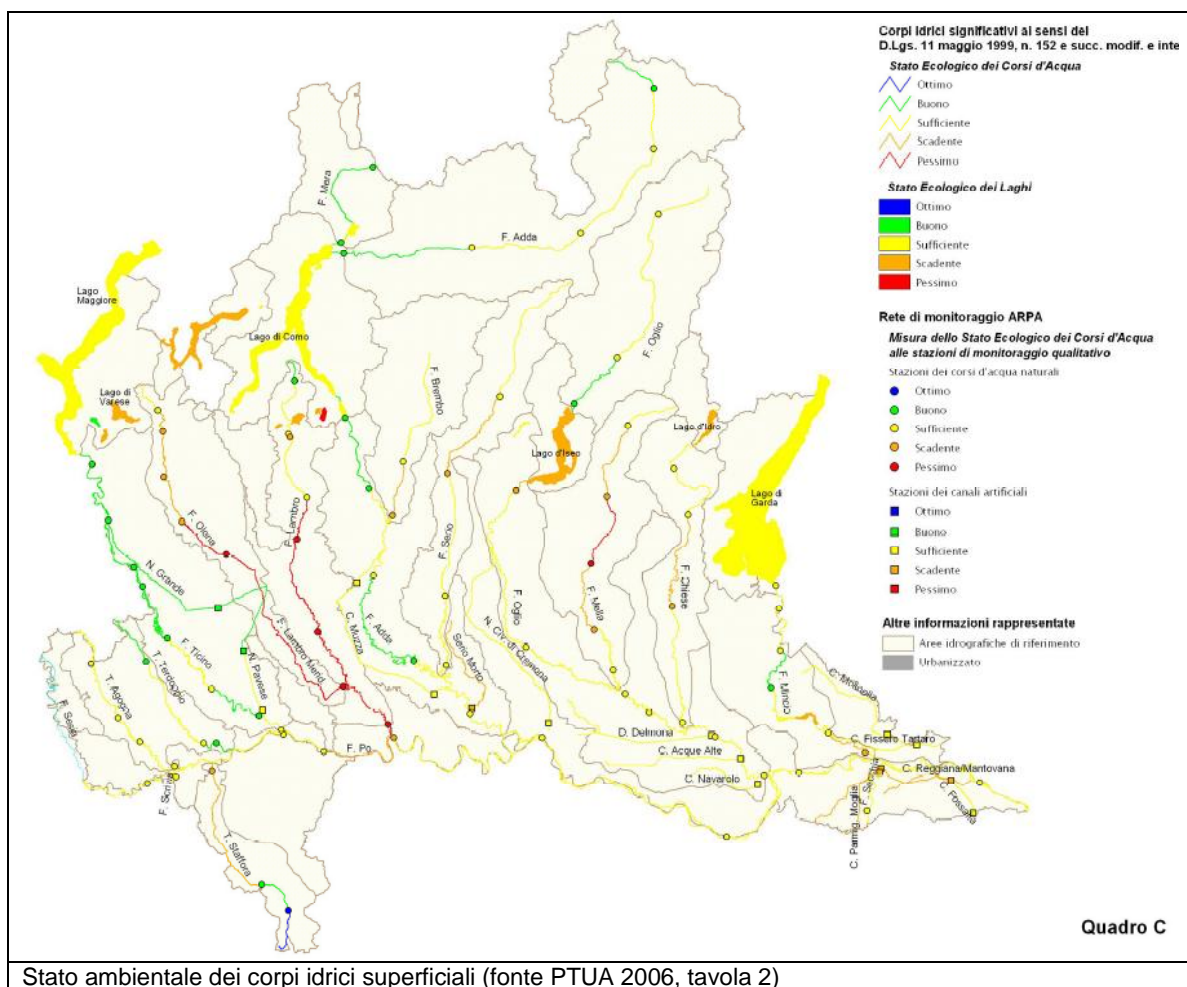 Corpi idrici significativi ai sensi del
D.Lgs. 11 maggio 1999, n. 152 e succ. modif. e inte
Stato Ecologico dei Corsi d'Acqua
Ottimo
Buono
Sufficiente
Scadente
Pessimo
Stato Ecologico dei Laghi
Ottimo
Buono
Sufficiente
Scadente
Pessimo
Rete di monitoraggio ARPA
Misura dello Stato Ecologico dei Corsi d'Acqua
alle stazioni di monitoraggio qualitativo
Stazioni dei corsi d'acqua naturali
Ottimo
Buono
Sufficiente
Scadente
Pessimo
Stazioni dei canali artificiali
Ottimo
Buono
Sufficiente
Scadente
Pessimo
Altre informazioni rappresentate
Aree idrografiche di riferimento
Urbanizzato
F. Mera
F. Adda
Lago
Maggiore
Lago di Como
F. Oglio
F. Brembo
Lago di
Varese
Lago d'Idro
Lago d'Iseo
Lago di
Garda
F. Olona
F. Lambro
F. Serio
N. Grande
F. Chiese
F. Oglio
F. Mella
F. Adda
C. Muzza
N. Civ. di Cremona
F. Lambro Merid.
Serio Morto
F. Ticino
T. Terdoppio
N. Pavese
T. Agogna
F. Sesia
F. Mincio
C. Molinella
D. Delmona
C. Fissero Tartaro
F. Po
C. Acque Alte
C. Reggiana/Mantovana
C. Navarolo
C. Fossalta
F. Secchia
C. Parmig. Moglia
F. Scrivia
T. Staffora
Quadro C
Stato ambientale dei corpi idrici superficiali (fonte PTUA 2006, tavola 2)